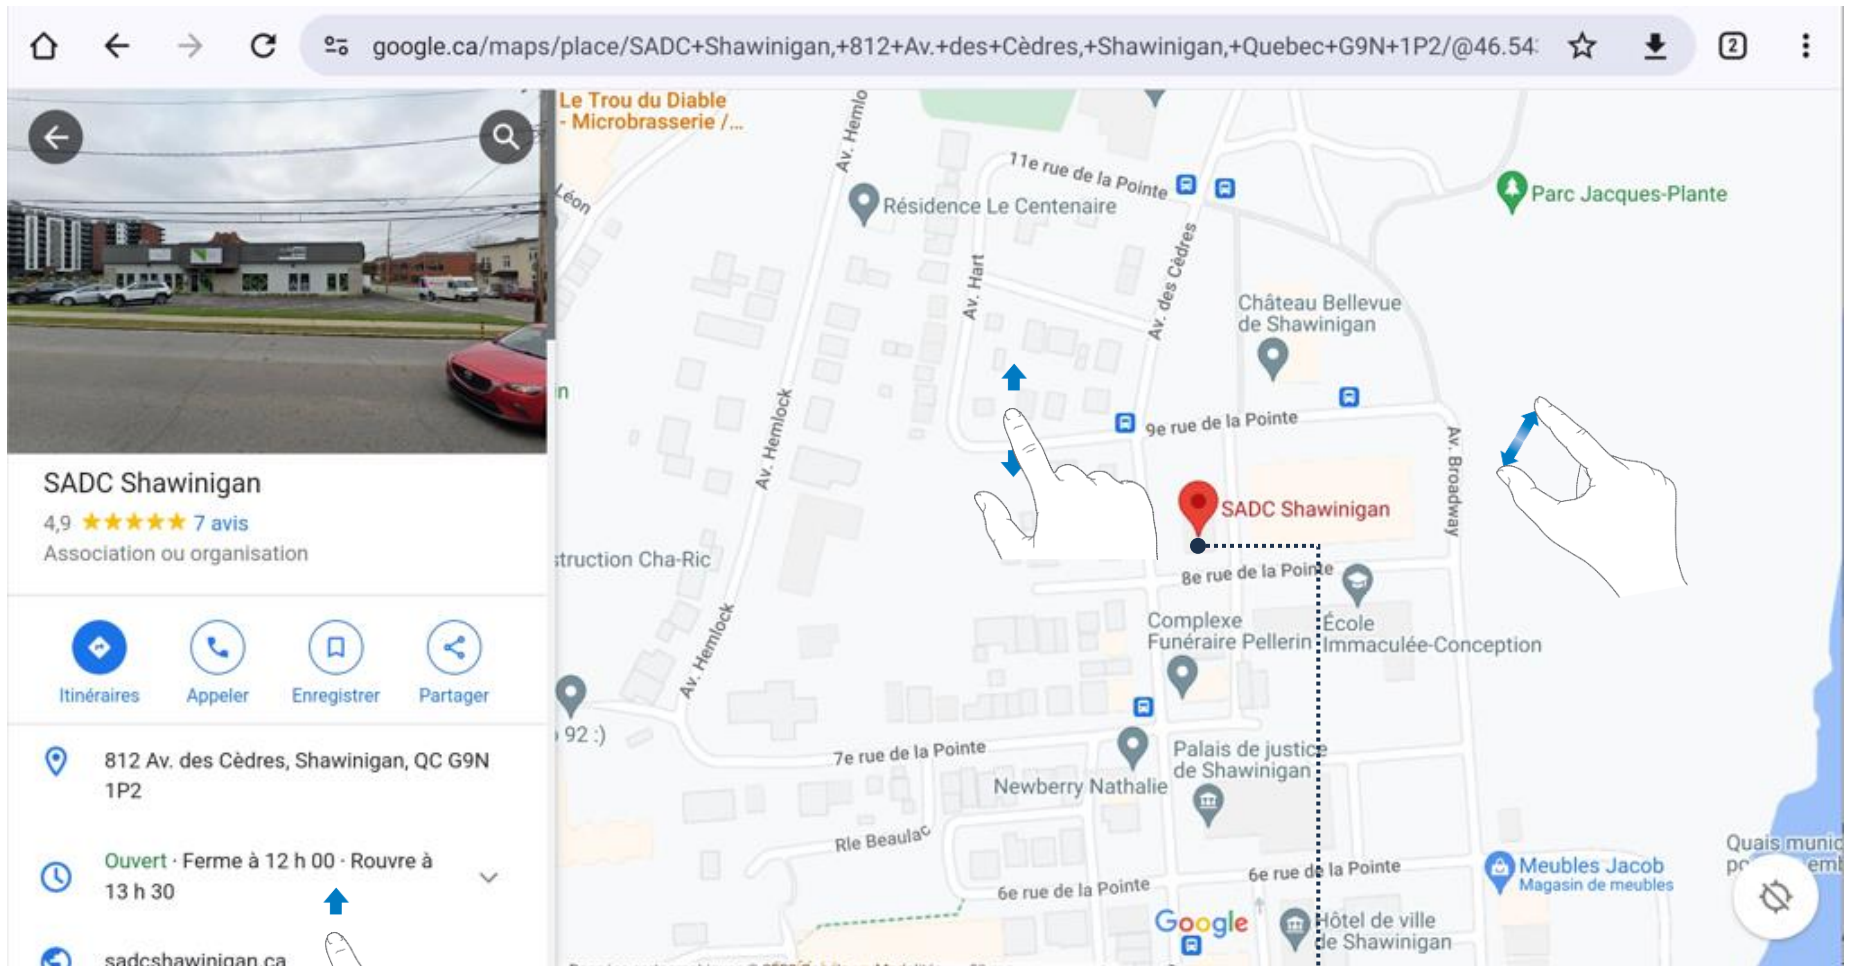 google.ca/maps/place/SADC+Shawinigan,+812+Av.+des+Cèdres,+Shawinigan,+Quebec+G9N+1P2/@46.54
2
Le Trou du Diable
- Microbrasserie /...
Av. Hemlo
11e rue de la Pointe
Léon
Résidence Le Centenaire
Parc Jacques-Plante
Av. Hart
Av. des Cèdres
Château Bellevue
de Shawinigan
Av. Hemlock
9e rue de la Pointe
Av. Broadway
SADC Shawinigan
struction Cha-Ric
8e rue de la Pointe
Av. Hemlock
Complexe
Funéraire Pellerin
École
Immaculée-Conception
92 :)
7e rue de la Pointe
Palais de justice
de Shawinigan
Newberry Nathalie
Rle Beaulac
6e rue de la Pointe
6e rue de la Pointe
Meubles Jacob
Magasin de meubles
Quais munic
Google
Hôtel de ville
de Shawinigan
SADC Shawinigan
4,9 ★★★★★ 7 avis
Association ou organisation
Itinéraires
Appeler
Enregistrer
Partager
812 Av. des Cèdres, Shawinigan, QC G9N
1P2
Ouvert · Ferme à 12 h 00 · Rouvre à
13 h 30
sadcshawinigan.ca